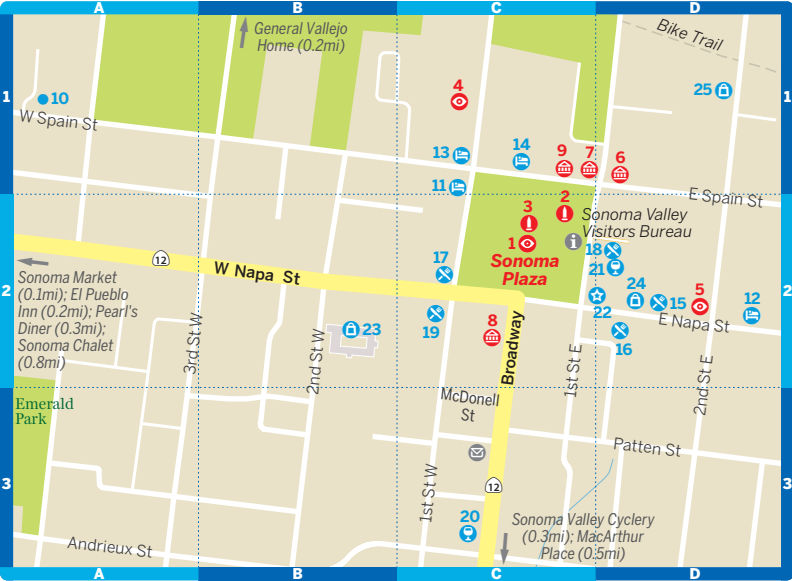 A B C D
General Vallejo
Home (0.2mi)
Bike Trail
1
1
10
4
25
W Spain St
13
14
9
7
6
11
E Spain St
3
2
Sonoma Valley
Visitors Bureau
1
Sonoma
Plaza
18
21
17
12
W Napa St
Sonoma Market
(0.1mi); El Pueblo
Inn (0.2mi); Pearl's
Diner (0.3mi);
Sonoma Chalet
(0.8mi)
2
2
22
24
15
5
12
E Napa St
16
19
8
23
3rd St W
2nd St W
Broadway
1st St E
2nd St E
Emerald
Park
McDonell
St
Patten St
3
3
1st St W
12
20
Sonoma Valley Cyclery
(0.3mi); MacArthur
Place (0.5mi)
Andrieux St
A B C D